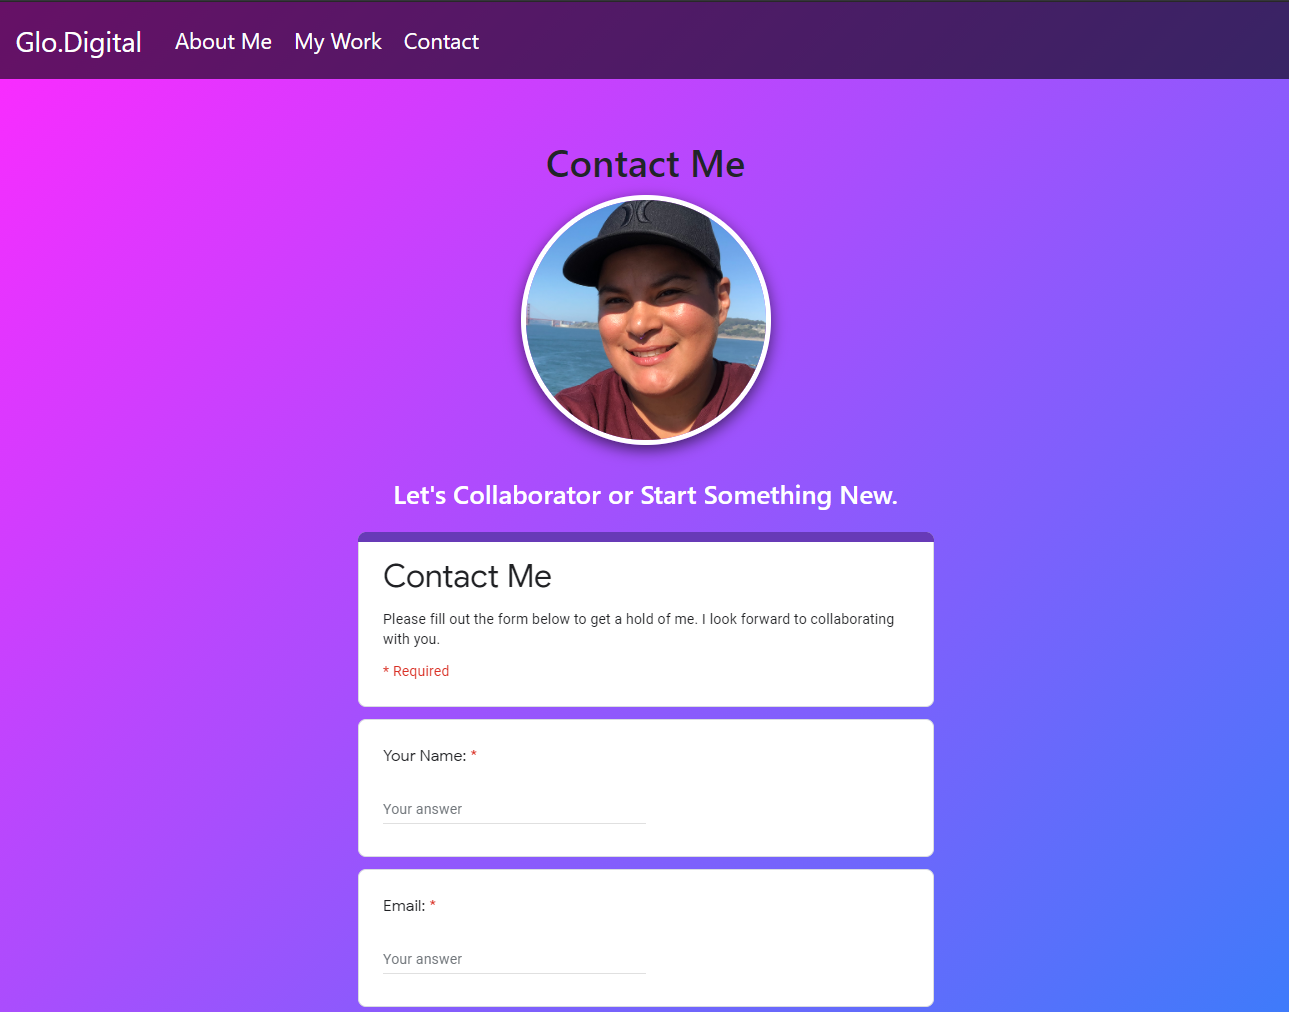 Glo.Digital About Me My Work Contact
Contact Me
Let's Collaborator or Start Something New.
Contact Me
Please fill out the form below to get a hold of me. I look forward to collaborating
with you.
* Required
Your Name: *
Your answer
Email: *
Your answer